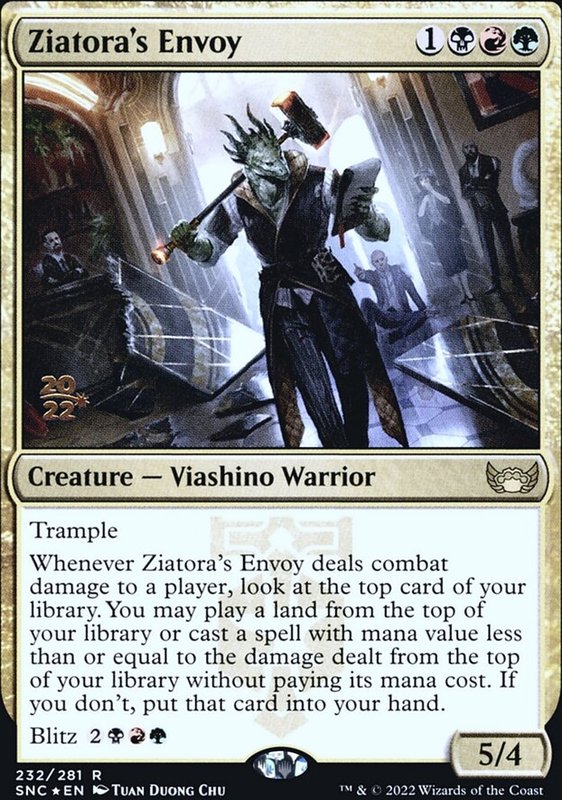 Ziatora's Envoy 1
20
22
Creature — Viashino Warrior
Trample
Whenever Ziatora's Envoy deals combat
damage to a player, look at the top card of your
library. You may play a land from the top of
your library or cast a spell with mana value less
than or equal to the damage dealt from the top
of your library without paying its mana cost. If
you don't, put that card into your hand.
Blitz 2
5/4
232/281 R
SNC ★ EN Tuan Duong Chu
™ & © 2022 Wizards of the Coast